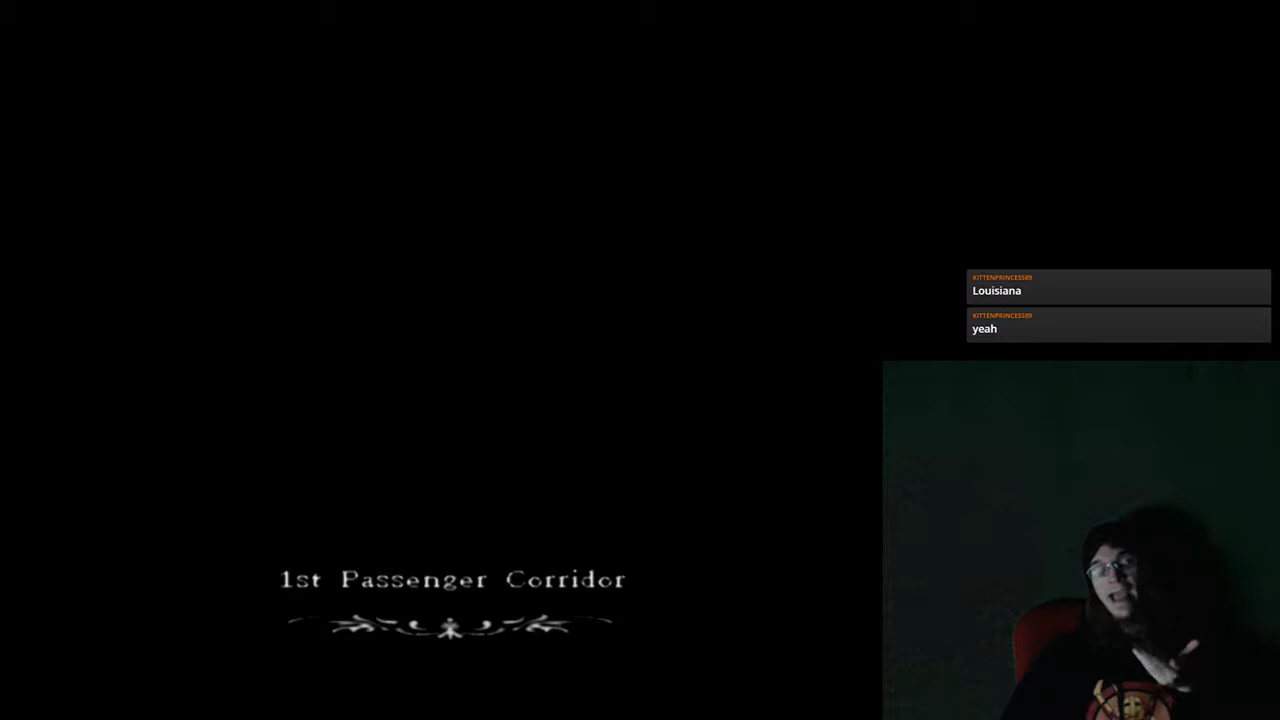 KITTENPRINCESS89
Louisiana
KITTENPRINCESS89
yeah
1st Passenger Corridor